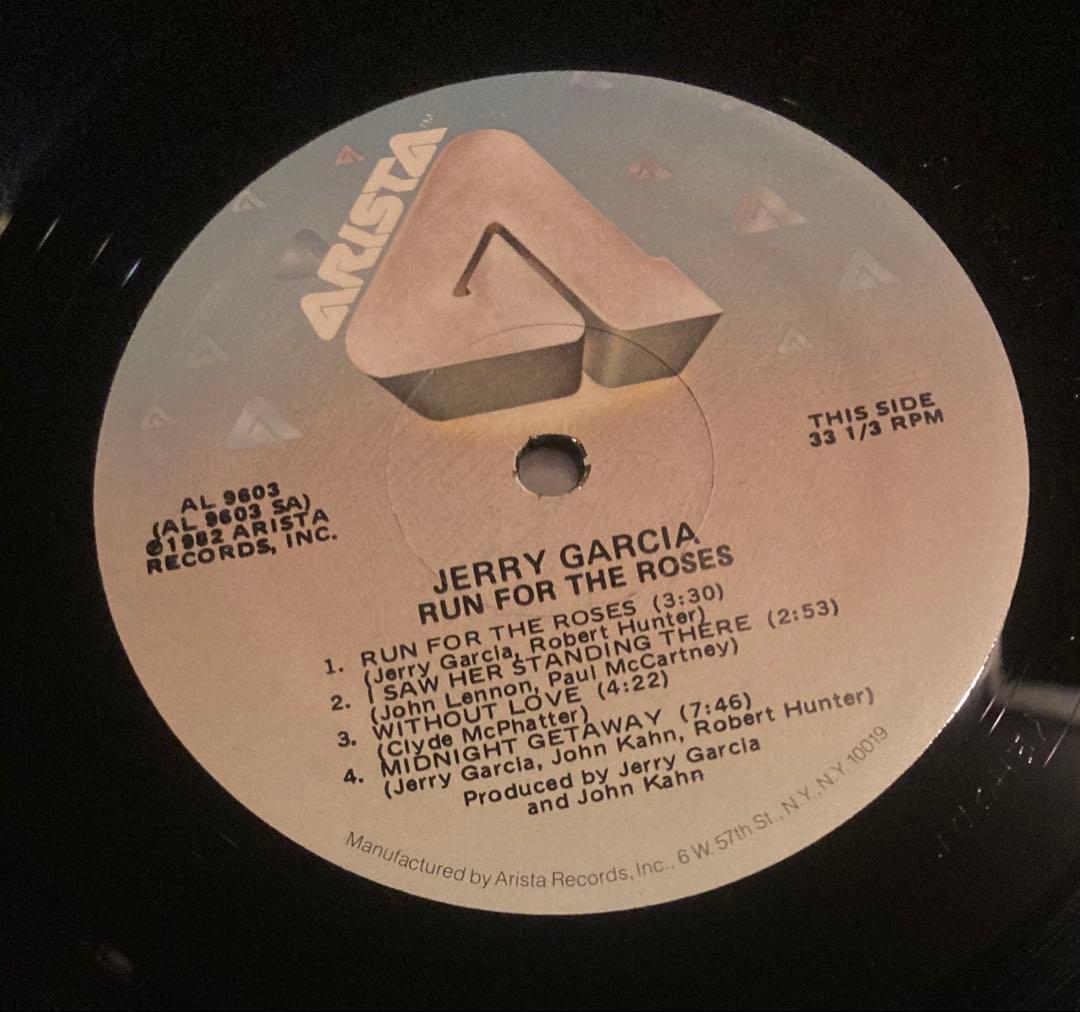 ARISTA™
THIS SIDE
33 1/3 RPM
AL 9603
(AL 9603 SA)
℗1982 ARISTA
RECORDS, INC.
JERRY GARCIA
RUN FOR THE ROSES
1. RUN FOR THE ROSES (3:30)
(Jerry Garcia, Robert Hunter)
2. I SAW HER STANDING THERE (2:53)
(John Lennon, Paul McCartney)
3. WITHOUT LOVE (4:22)
(Clyde McPhatter)
4. MIDNIGHT GETAWAY (7:46)
(Jerry Garcia, John Kahn, Robert Hunter)
Produced by Jerry Garcia
and John Kahn
Manufactured by Arista Records, Inc., 6 W. 57th St., N.Y., N.Y. 10019